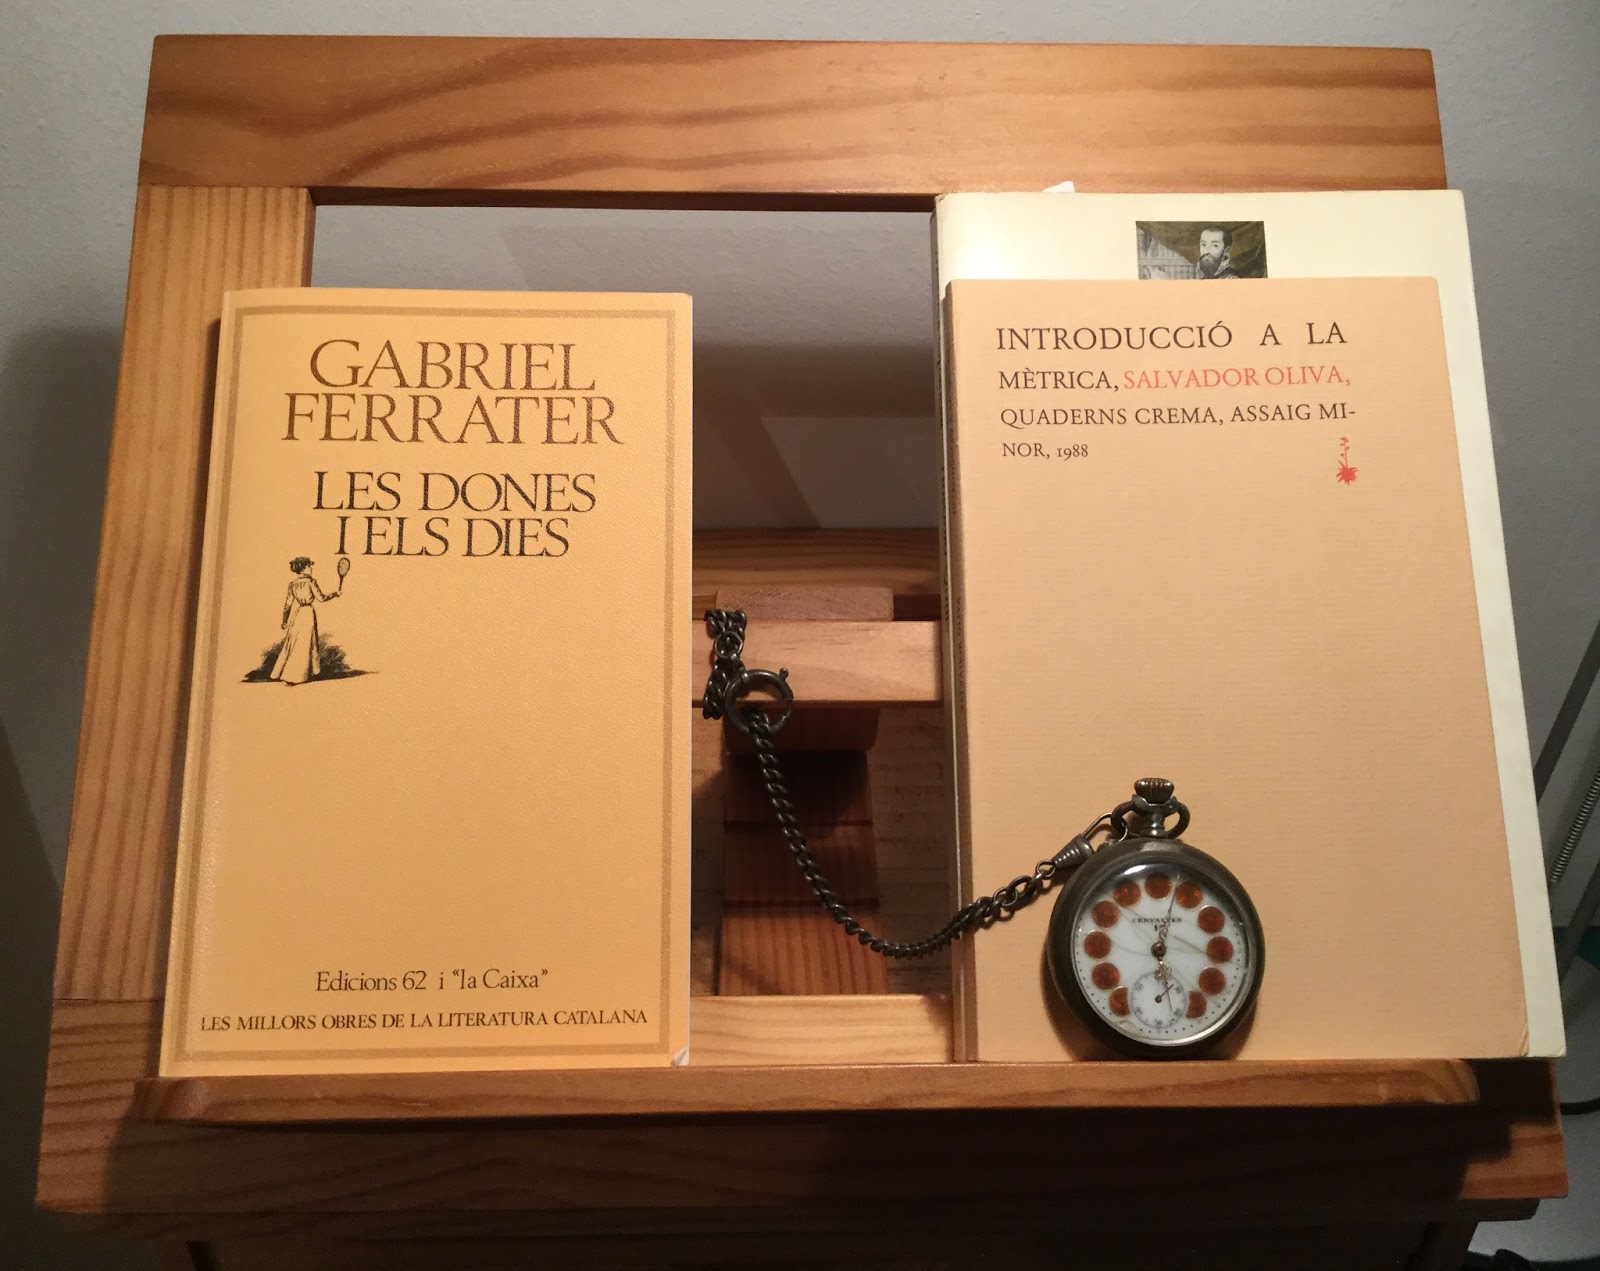 GABRIEL
FERRATER
LES DONES
I ELS DIES
Edicions 62 i "la Caixa"
LES MILLORS OBRES DE LA LITERATURA CATALANA
INTRODUCCIÓ A LA
MÈTRICA, SALVADOR OLIVA,
QUADERNS CREMA, ASSAIG MI-
NOR, 1988